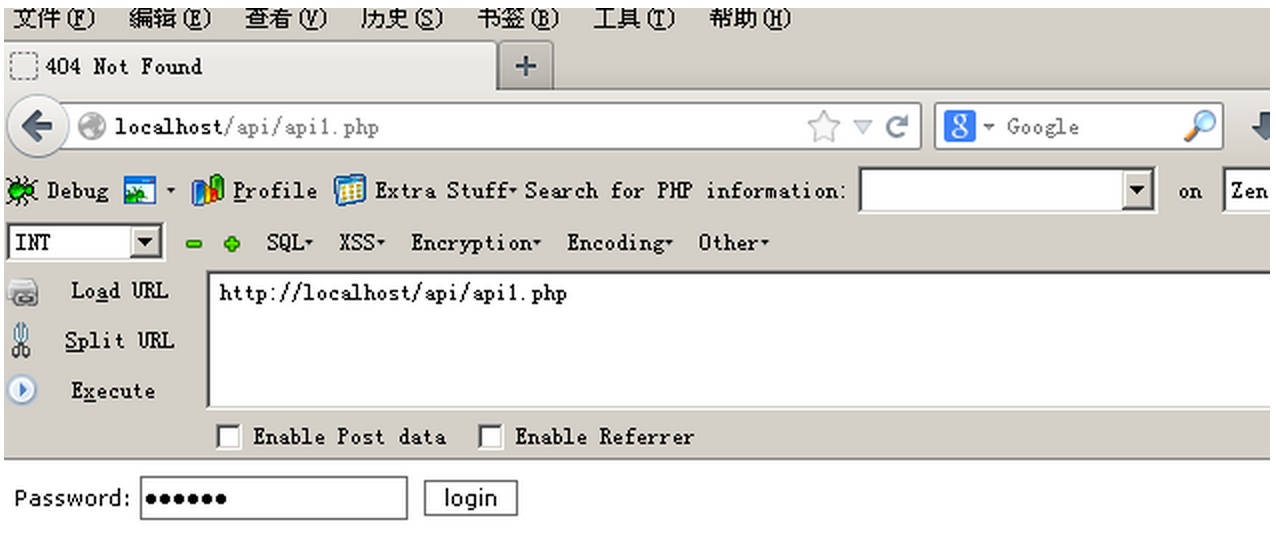 文件(F) 编辑(E) 查看(V) 历史(S) 书签(B) 工具(T) 帮助(H)
404 Not Found
localhost/api/api1.php Google
Debug Profile Extra Stuff Search for PHP information: on Zen
INT SQL XSS Encryption Encoding Other
Load URL http://localhost/api/api1.php
Split URL
Execute
Enable Post data Enable Referrer
Password: •••••• login